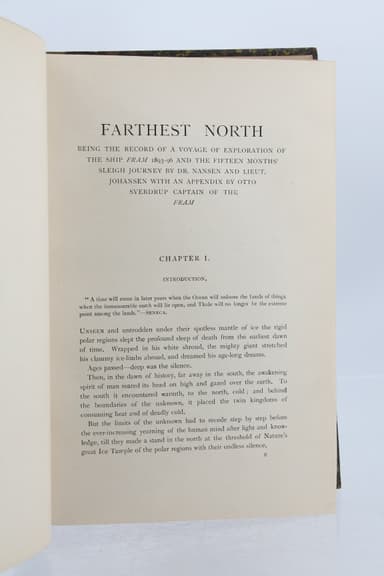 FARTHEST NORTH
BEING THE RECORD OF A VOYAGE OF EXPLORATION OF
THE SHIP FRAM 1893-96 AND THE FIFTEEN MONTHS'
SLEIGH JOURNEY BY DR. NANSEN AND LIEUT.
JOHANSEN WITH AN APPENDIX BY OTTO
SVERDRUP CAPTAIN OF THE
FRAM
CHAPTER I.
INTRODUCTION.
"A time will come in later years when the Ocean will unloose the bands of things,
when the immeasurable earth will lie open, and Thule will no longer be the extreme
point among the lands."—SENECA.
UNSEEN and untrodden under their spotless mantle of ice the rigid
polar regions slept the profound sleep of death from the earliest dawn
of time. Wrapped in his white shroud, the mighty giant stretched
his clammy ice-limbs abroad, and dreamed his age-long dreams.
Ages passed—deep was the silence.
Then, in the dawn of history, far away in the south, the awakening
spirit of man reared its head on high and gazed over the earth. To
the south it encountered warmth, to the north, cold; and behind
the boundaries of the unknown, it placed the twin kingdoms of
consuming heat and of deadly cold.
But the limits of the unknown had to recede step by step before
the ever-increasing yearning of the human mind after light and know-
ledge, till they made a stand in the north at the threshold of Nature's
great Ice Temple of the polar regions with their endless silence.